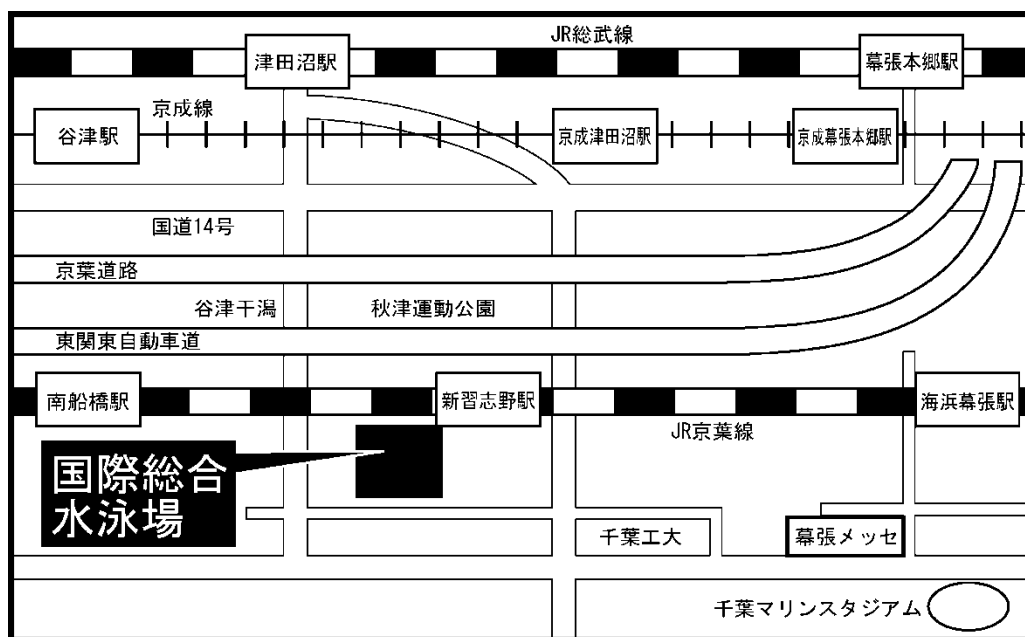 JR総武線
津田沼駅
幕張本郷駅
京成線
谷津駅
京成津田沼駅
京成幕張本郷駅
国道14号
京葉道路
谷津干潟
秋津運動公園
東関東自動車道
南船橋駅
新習志野駅
海浜幕張駅
JR京葉線
国際総合
水泳場
千葉工大
幕張メッセ
千葉マリンスタジアム